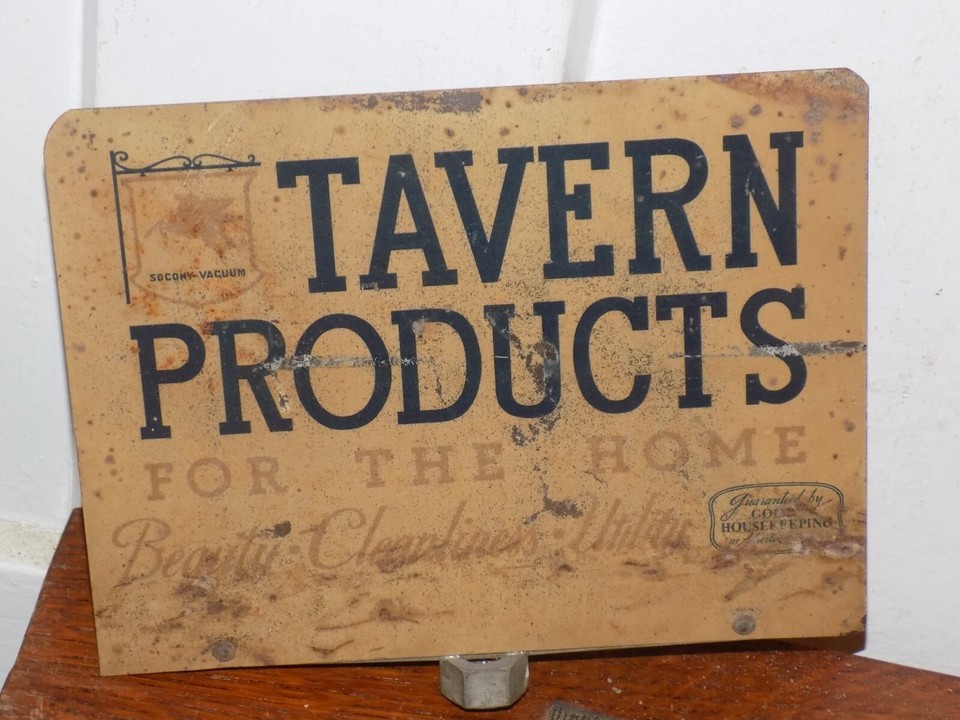 SOCONY-VACUUM
TAVERN
PRODUCTS
FOR THE HOME
Beauty · Cleanliness · Utility
Guaranteed by
GOOD
HOUSEKEEPING